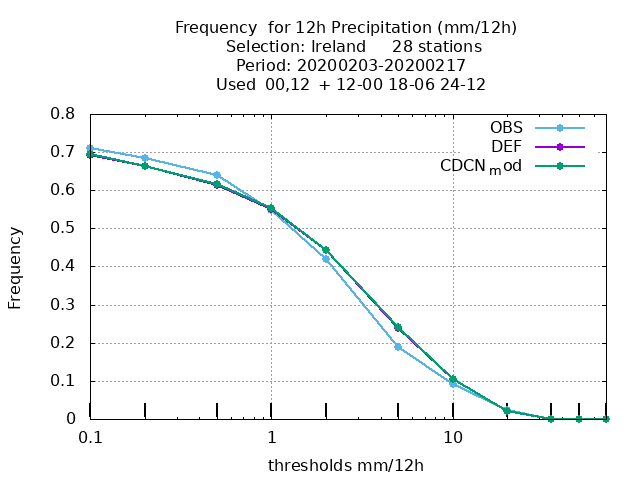 Frequency  for 12h Precipitation (mm/12h)
Selection: Ireland     28 stations
Period: 20200203-20200217
Used  00,12  + 12-00 18-06 24-12
0.8
0.7
0.6
0.5
0.4
0.3
0.2
0.1
0
Frequency
OBS
DEF
CDCNmod
0.1
1
10
thresholds mm/12h